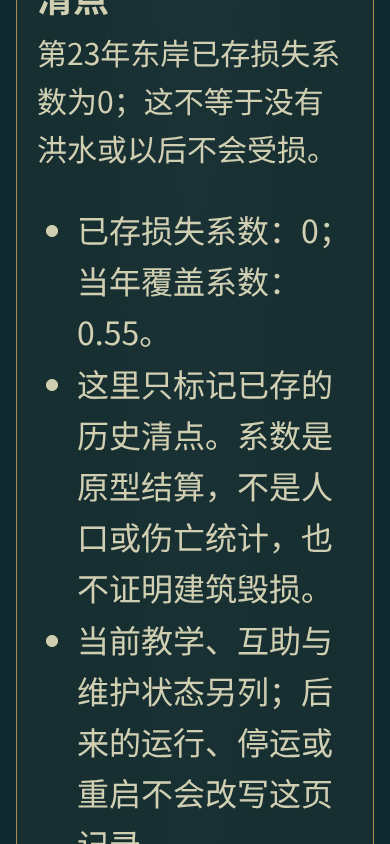 清点
第23年东岸已存损失系
数为0；这不等于没有
洪水或以后不会受损。
已存损失系数：0；
当年覆盖系数：
0.55。
这里只标记已存的
历史清点。系数是
原型结算，不是人
口或伤亡统计，也
不证明建筑毁损。
当前教学、互助与
维护状态另列；后
来的运行、停运或
重启不会改写这页
记录